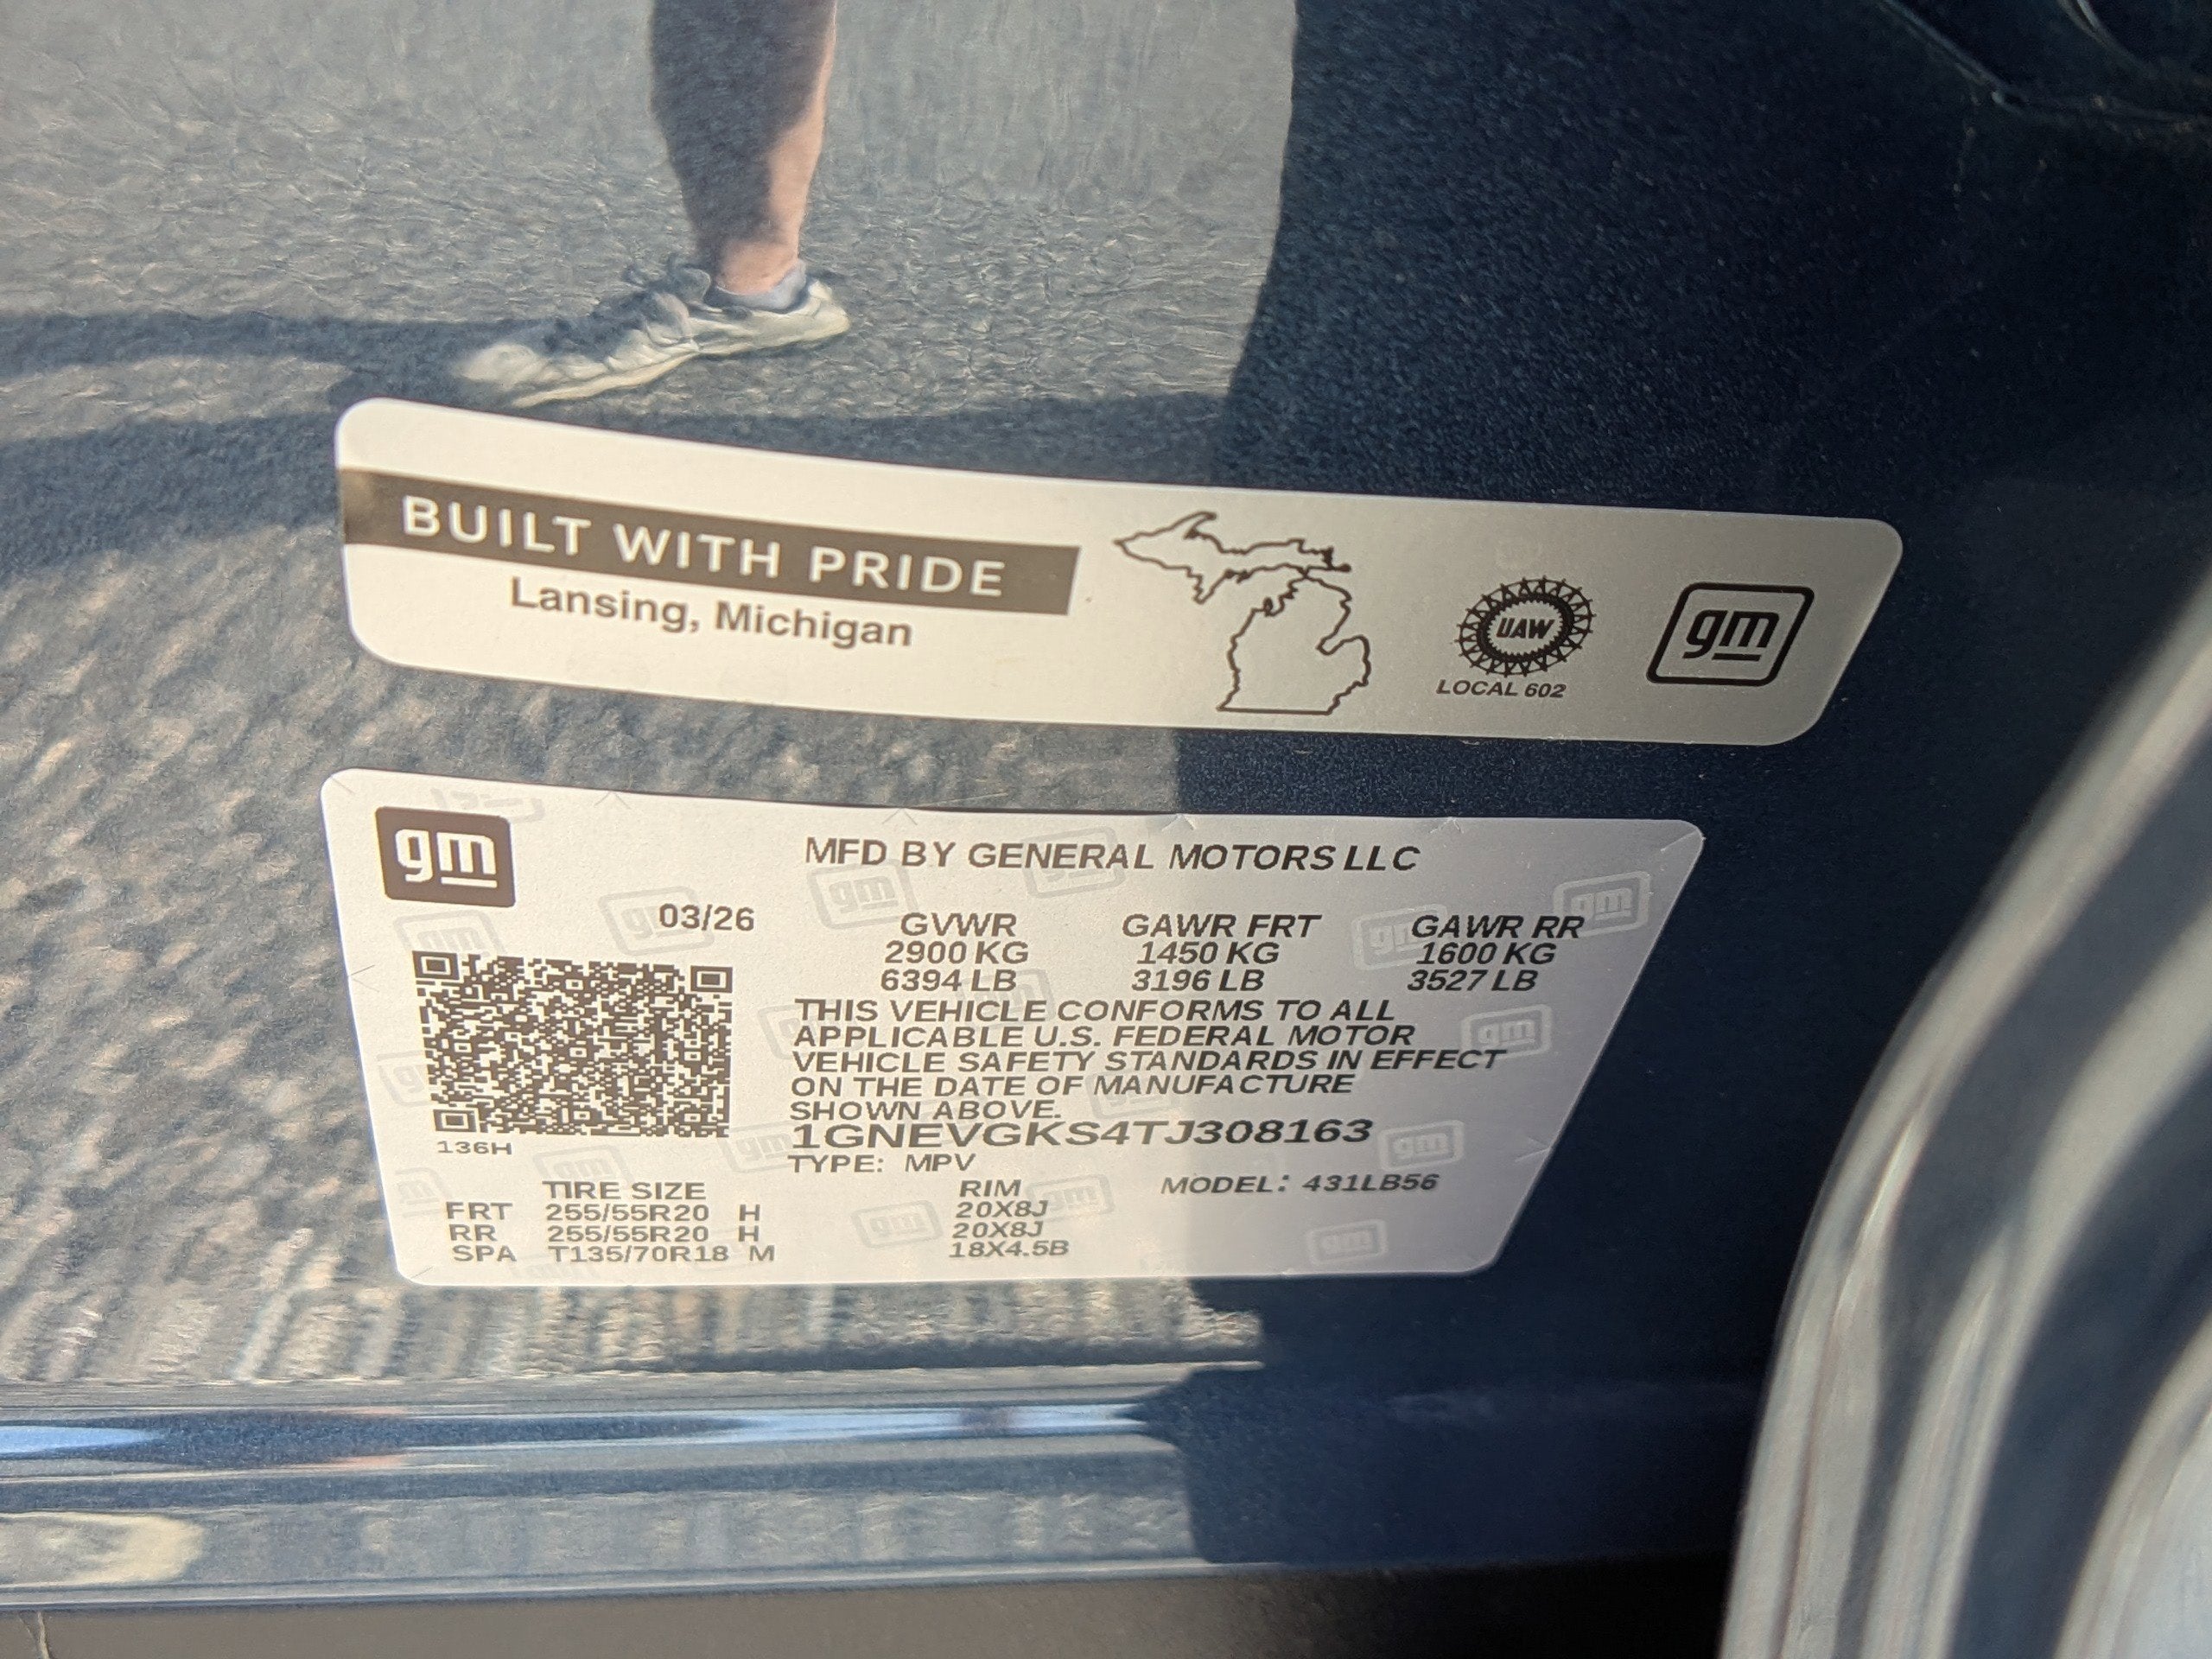 BUILT WITH PRIDE
Lansing, Michigan
UAW
LOCAL 602
gm
gm
MFD BY GENERAL MOTORS LLC
03/26
GVWR GAWR FRT GAWR RR
2900 KG 1450 KG 1600 KG
6394 LB 3196 LB 3527 LB
THIS VEHICLE CONFORMS TO ALL
APPLICABLE U.S. FEDERAL MOTOR
VEHICLE SAFETY STANDARDS IN EFFECT
ON THE DATE OF MANUFACTURE
SHOWN ABOVE.
1GNEVGKS4TJ308163
136H
TYPE: MPV
MODEL: 431LB56
TIRE SIZE RIM
FRT 255/55R20 H 20X8J
RR 255/55R20 H 20X8J
SPA T135/70R18 M 18X4.5B